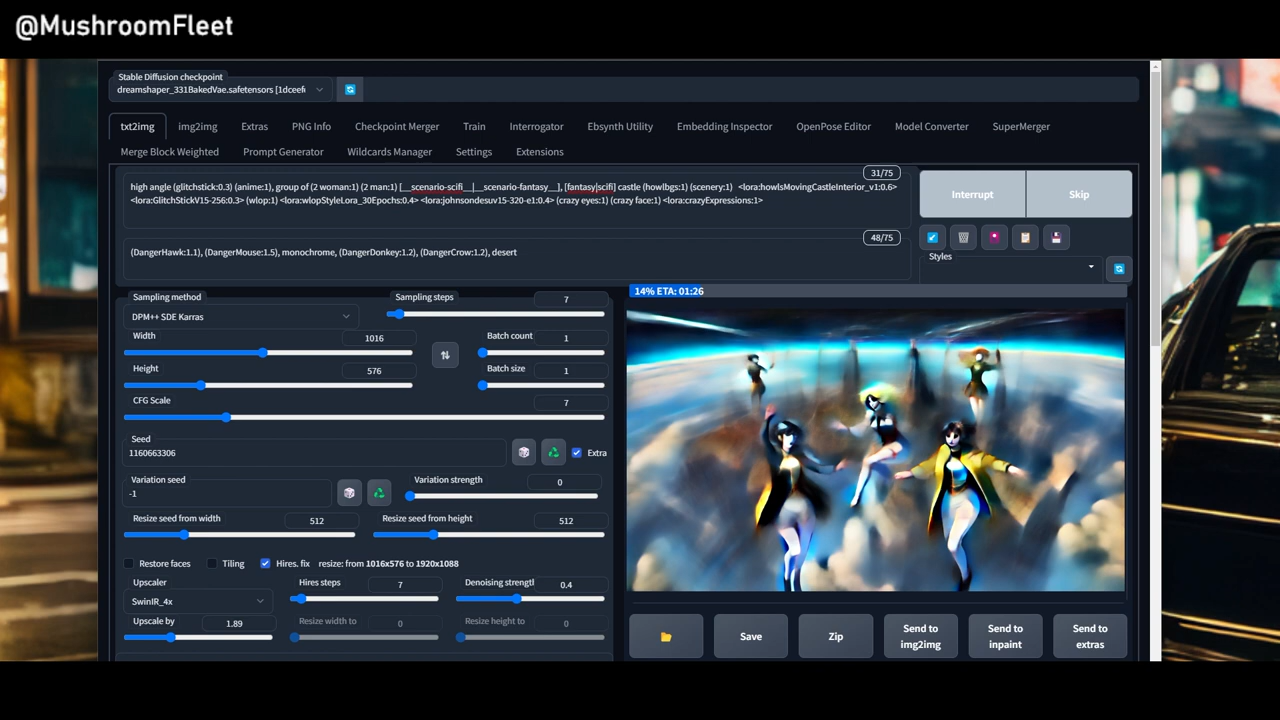 @MushroomFleet
Stable Diffusion checkpoint
dreamshaper_331BakedVae.safetensors [1dceefe
txt2img img2img Extras PNG Info Checkpoint Merger Train Interrogator Ebsynth Utility Embedding Inspector OpenPose Editor Model Converter SuperMerger
Merge Block Weighted Prompt Generator Wildcards Manager Settings Extensions
31/75
high angle (glitchstick:0.3) (anime:1), group of (2 woman:1) (2 man:1) [__scenario-scifi__|__scenario-fantasy__], [fantasy|scifi] castle (howlbgs:1) (scenery:1) <lora:howlsMovingCastleInterior_v1:0.6>
<lora:GlitchStickV15-256:0.3> (wlop:1) <lora:wlopStyleLora_30Epochs:0.4> <lora:johnsondesuv15-320-e1:0.4> (crazy eyes:1) (crazy face:1) <lora:crazyExpressions:1>
Interrupt Skip
48/75
(DangerHawk:1.1), (DangerMouse:1.5), monochrome, (DangerDonkey:1.2), (DangerCrow:1.2), desert
Styles
14% ETA: 01:26
Sampling method
DPM++ SDE Karras
Sampling steps 7
Width 1016
Batch count 1
Height 576
Batch size 1
CFG Scale 7
Seed
1160663306
Extra
Variation seed
-1
Variation strength 0
Resize seed from width 512
Resize seed from height 512
Restore faces Tiling Hires. fix resize: from 1016x576 to 1920x1088
Upscaler
SwinIR_4x
Hires steps 7
Denoising strengtl 0.4
Upscale by 1.89
Resize width to 0
Resize height to 0
Save Zip Send to img2img Send to inpaint Send to extras